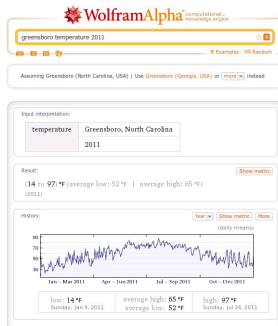 WolframAlpha computational knowledge engine
greensboro temperature 2011
Examples Random
Assuming Greensboro (North Carolina, USA) | Use Greensboro (Georgia, USA) or more instead
Input interpretation:
temperature Greensboro, North Carolina
2011
Result: Show metric
(14 to 97) °F (average low: 52 °F | average high: 65 °F)
(2011)
History: Year Show metric More
(daily means)
90
70
50
30
Jan – Mar 2011 Apr – Jun 2011 Jul – Sep 2011 Oct – Dec 2011
low: 14 °F average high: 65 °F high: 97 °F
Sunday, Jan 9, 2011 average low: 52 °F Sunday, Jul 24, 2011